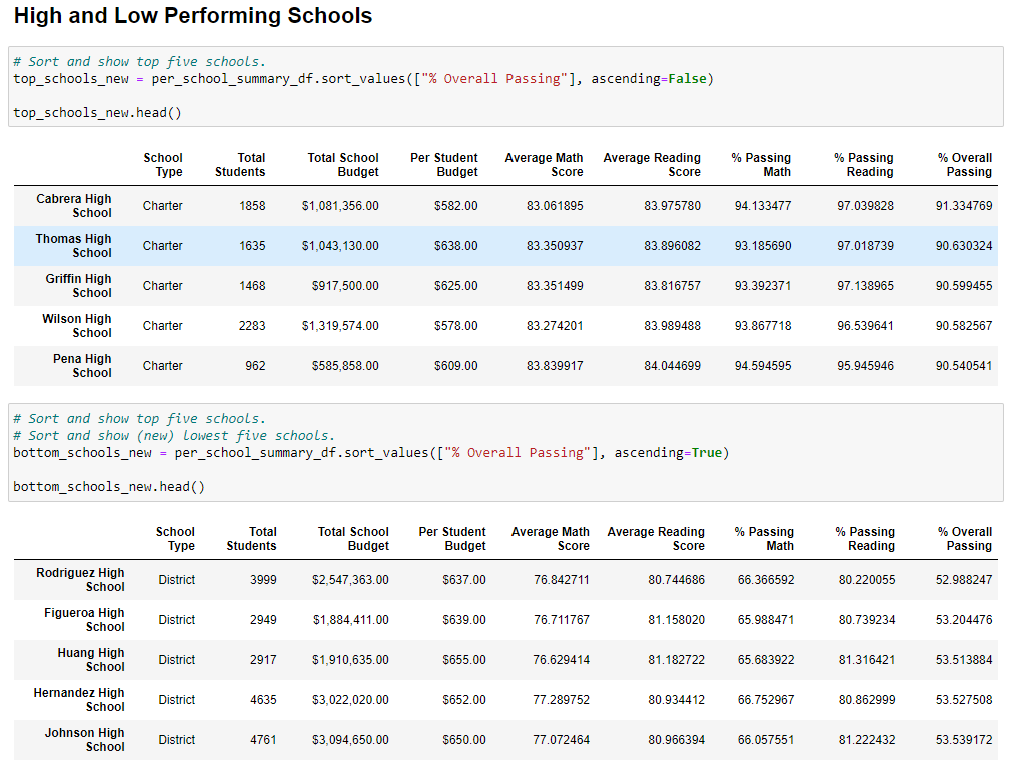 High and Low Performing Schools
# Sort and show top five schools.
top_schools_new = per_school_summary_df.sort_values(["% Overall Passing"], ascending=False)
top_schools_new.head()
School Type Total Students Total School Budget Per Student Budget Average Math Score Average Reading Score % Passing Math % Passing Reading % Overall Passing
Cabrera High School Charter 1858 $1,081,356.00 $582.00 83.061895 83.975780 94.133477 97.039828 91.334769
Thomas High School Charter 1635 $1,043,130.00 $638.00 83.350937 83.896082 93.185690 97.018739 90.630324
Griffin High School Charter 1468 $917,500.00 $625.00 83.351499 83.816757 93.392371 97.138965 90.599455
Wilson High School Charter 2283 $1,319,574.00 $578.00 83.274201 83.989488 93.867718 96.539641 90.582567
Pena High School Charter 962 $585,858.00 $609.00 83.839917 84.044699 94.594595 95.945946 90.540541
# Sort and show top five schools.
# Sort and show (new) lowest five schools.
bottom_schools_new = per_school_summary_df.sort_values(["% Overall Passing"], ascending=True)
bottom_schools_new.head()
School Type Total Students Total School Budget Per Student Budget Average Math Score Average Reading Score % Passing Math % Passing Reading % Overall Passing
Rodriguez High School District 3999 $2,547,363.00 $637.00 76.842711 80.744686 66.366592 80.220055 52.988247
Figueroa High School District 2949 $1,884,411.00 $639.00 76.711767 81.158020 65.988471 80.739234 53.204476
Huang High School District 2917 $1,910,635.00 $655.00 76.629414 81.182722 65.683922 81.316421 53.513884
Hernandez High School District 4635 $3,022,020.00 $652.00 77.289752 80.934412 66.752967 80.862999 53.527508
Johnson High School District 4761 $3,094,650.00 $650.00 77.072464 80.966394 66.057551 81.222432 53.539172